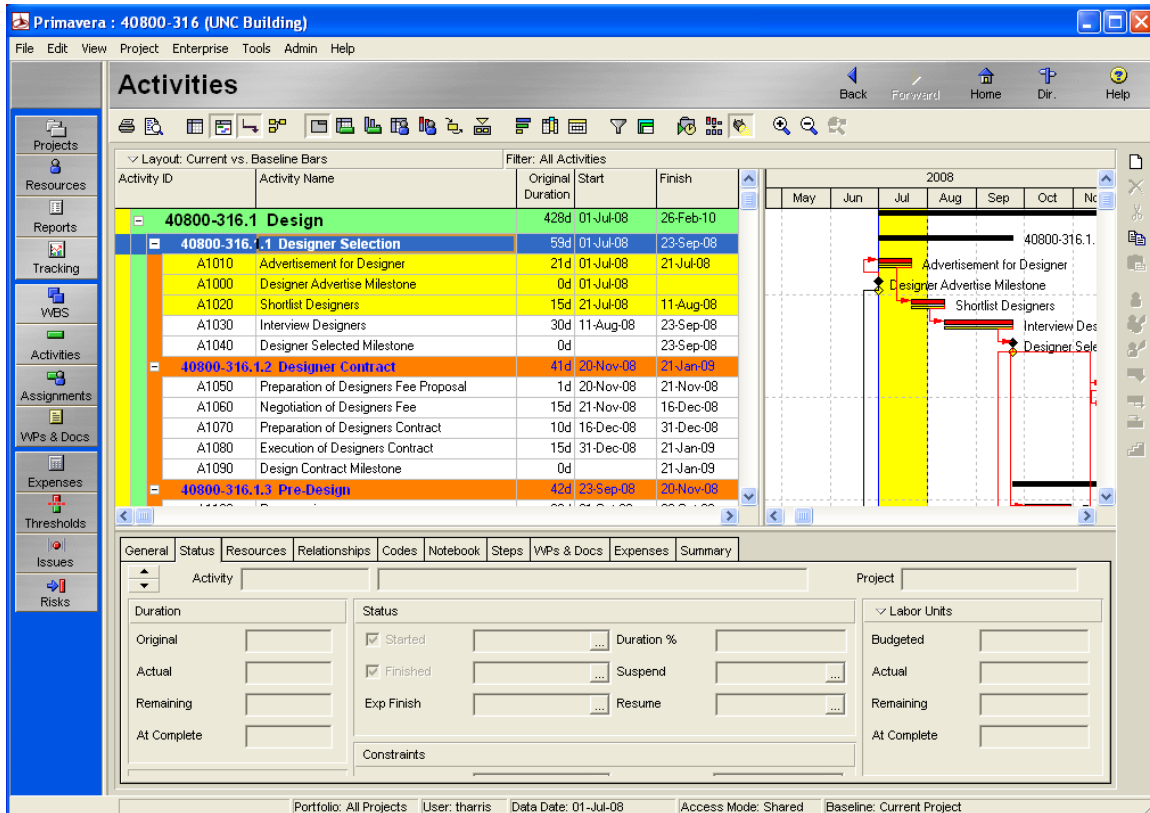 Primavera : 40800-316 (UNC Building)
File Edit View Project Enterprise Tools Admin Help
Activities
Back Forward Home Dir. Help
Projects
Resources
Reports
Tracking
WBS
Activities
Assignments
WPs & Docs
Expenses
Thresholds
Issues
Risks
Layout: Current vs. Baseline Bars Filter: All Activities
Activity ID Activity Name Original Duration Start Finish
40800-316.1 Design 428d 01-Jul-08 26-Feb-10
40800-316.1.1 Designer Selection 59d 01-Jul-08 23-Sep-08
A1010 Advertisement for Designer 21d 01-Jul-08 21-Jul-08
A1000 Designer Advertise Milestone 0d 01-Jul-08
A1020 Shortlist Designers 15d 21-Jul-08 11-Aug-08
A1030 Interview Designers 30d 11-Aug-08 23-Sep-08
A1040 Designer Selected Milestone 0d 23-Sep-08
40800-316.1.2 Designer Contract 41d 20-Nov-08 21-Jan-09
A1050 Preparation of Designers Fee Proposal 1d 20-Nov-08 21-Nov-08
A1060 Negotiation of Designers Fee 15d 21-Nov-08 16-Dec-08
A1070 Preparation of Designers Contract 10d 16-Dec-08 31-Dec-08
A1080 Execution of Designers Contract 15d 31-Dec-08 21-Jan-09
A1090 Design Contract Milestone 0d 21-Jan-09
40800-316.1.3 Pre-Design 42d 23-Sep-08 20-Nov-08
2008
May Jun Jul Aug Sep Oct No
40800-316.1.
Advertisement for Designer
Designer Advertise Milestone
Shortlist Designers
Interview Des
Designer Sele
General Status Resources Relationships Codes Notebook Steps WPs & Docs Expenses Summary
Activity Project
Duration Status Labor Units
Original Started Duration % Budgeted
Actual Finished Suspend Actual
Remaining Exp Finish Resume Remaining
At Complete At Complete
Constraints
Portfolio: All Projects User: tharris Data Date: 01-Jul-08 Access Mode: Shared Baseline: Current Project